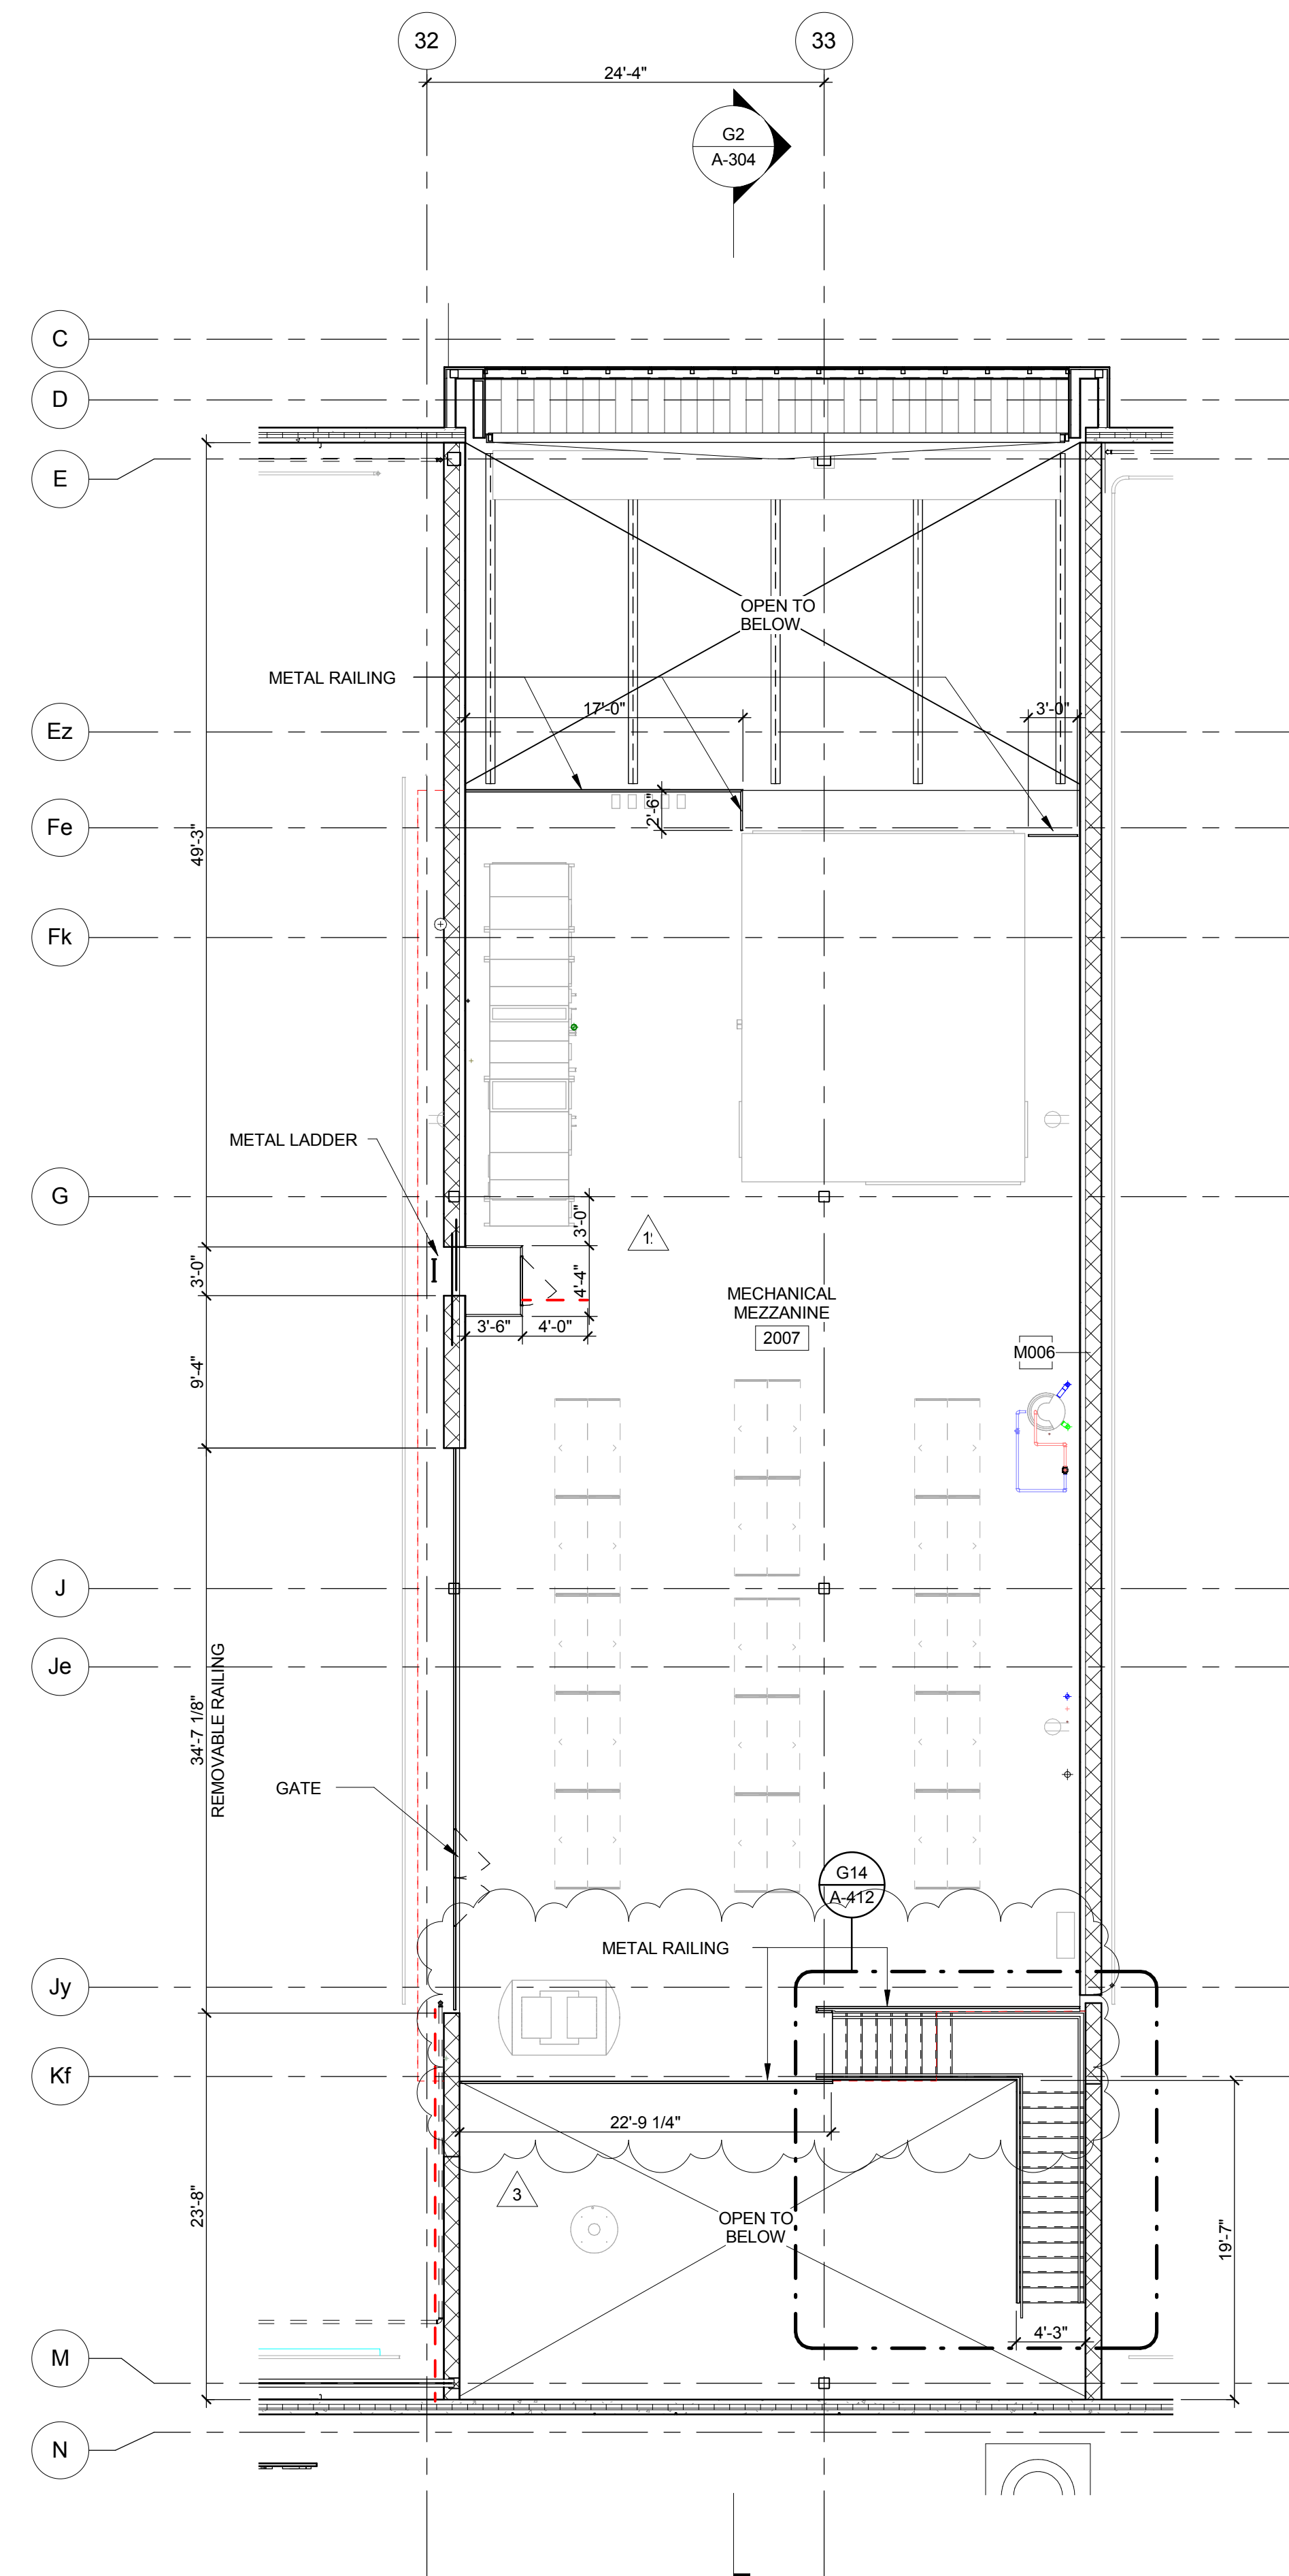 32
33
24'-4"
G2
A-304
C
D
E
OPEN TO
BELOW
METAL RAILING
17'-0"
3'-0"
Ez
2'-6"
Fe
49'-3"
Fk
METAL LADDER
G
3'-0"
3'-0"
4'-4"
3'-6"
4'-0"
MECHANICAL
MEZZANINE
2007
M006
9'-4"
J
Je
34'-7 1/8"
REMOVABLE RAILING
GATE
G14
A-412
METAL RAILING
Jy
Kf
22'-9 1/4"
3
23'-8"
OPEN TO
BELOW
19'-7"
4'-3"
M
N